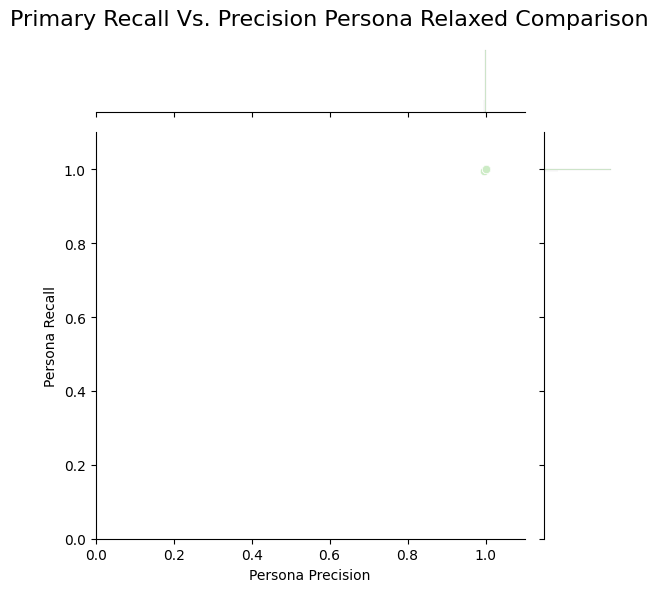 Primary Recall Vs. Precision Persona Relaxed Comparison
1.0
0.8
0.6
0.4
0.2
0.0
Persona Recall
0.0 0.2 0.4 0.6 0.8 1.0
Persona Precision